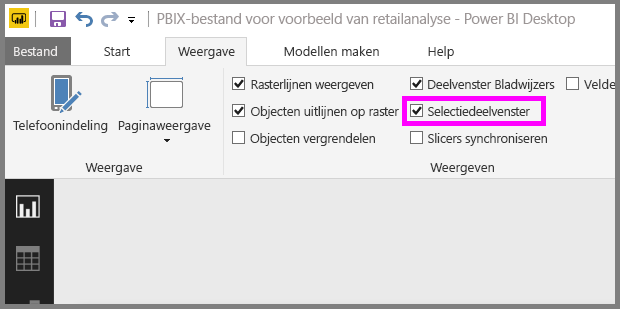 PBIX-bestand voor voorbeeld van retailanalyse - Power BI Desktop
Bestand Start Weergave Modellen maken Help
Rasterlijnen weergeven Deelvenster Bladwijzers Velde
Objecten uitlijnen op raster Selectiedeelvenster
Telefoonindeling Paginaweergave
Objecten vergrendelen Slicers synchroniseren
Weergave Weergeven